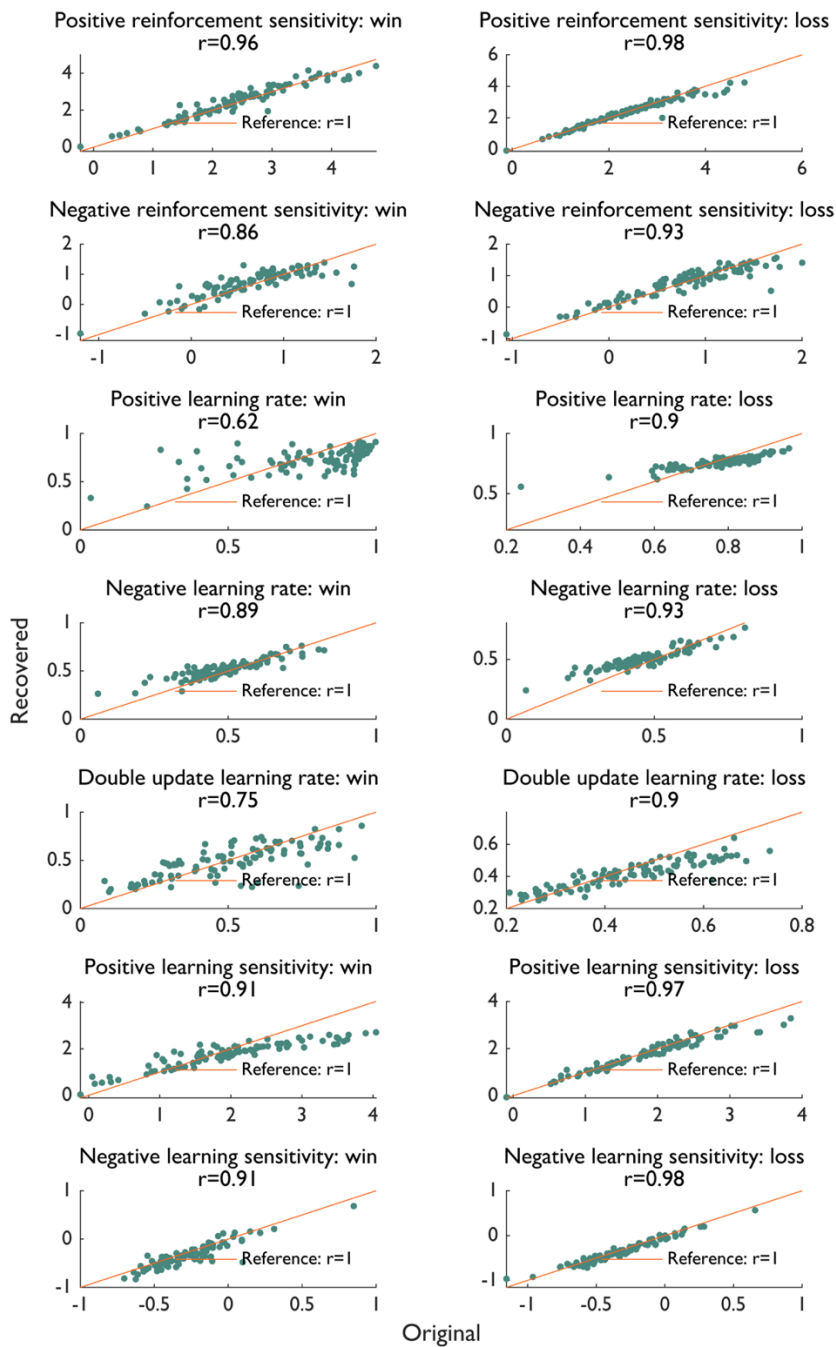 Positive reinforcement sensitivity: win
r=0.96
4
2
0
0
1
2
3
4
Reference: r=1
Positive reinforcement sensitivity: loss
r=0.98
6
4
2
0
0
2
4
6
Reference: r=1
Negative reinforcement sensitivity: win
r=0.86
2
1
0
-1
-1
0
1
2
Reference: r=1
Negative reinforcement sensitivity: loss
r=0.93
2
1
0
-1
-1
0
1
2
Reference: r=1
Positive learning rate: win
r=0.62
1
0.5
0
0
0.5
1
Reference: r=1
Positive learning rate: loss
r=0.9
1
0.5
0.2
0.4
0.6
0.8
1
Reference: r=1
Negative learning rate: win
r=0.89
1
0.5
0
0
0.5
1
Reference: r=1
Negative learning rate: loss
r=0.93
0.5
0
0
0.5
1
Reference: r=1
Double update learning rate: win
r=0.75
1
0.5
0
0
0.5
1
Reference: r=1
Double update learning rate: loss
r=0.9
0.6
0.4
0.2
0.2
0.4
0.6
0.8
Reference: r=1
Positive learning sensitivity: win
r=0.91
4
2
0
0
1
2
3
4
Reference: r=1
Positive learning sensitivity: loss
r=0.97
4
2
0
0
1
2
3
4
Reference: r=1
Negative learning sensitivity: win
r=0.91
1
0
-1
-1
-0.5
0
0.5
1
Reference: r=1
Negative learning sensitivity: loss
r=0.98
1
0
-1
-1
-0.5
0
0.5
1
Reference: r=1
Recovered
Original